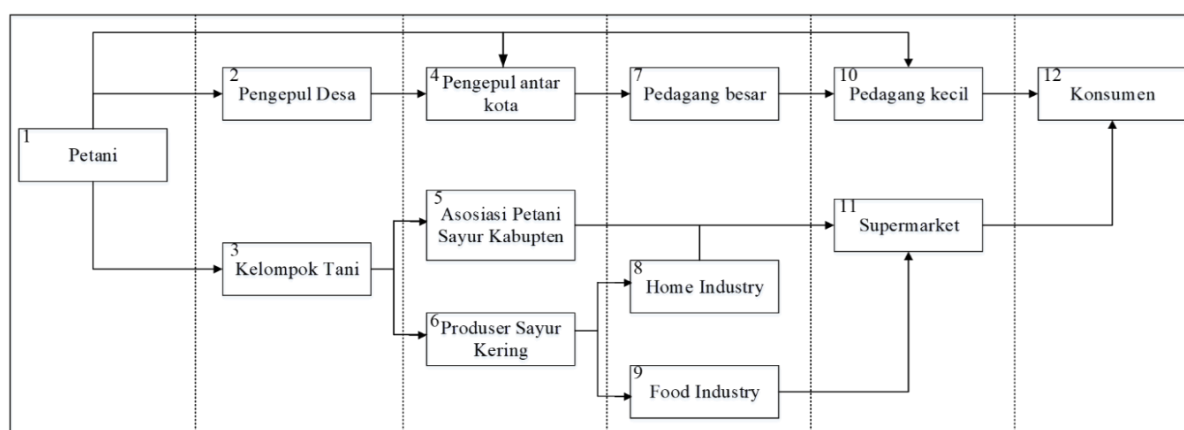 1
Petani
2
Pengepul Desa
3
Kelompok Tani
4
Pengepul antar
kota
5
Asosiasi Petani
Sayur Kabupten
6
Produser Sayur
Kering
7
Pedagang besar
8
Home Industry
9
Food Industry
10
Pedagang kecil
11
Supermarket
12
Konsumen